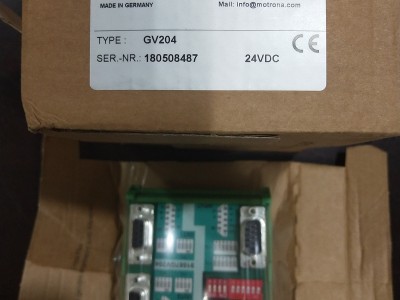 MADE IN GERMANY
Mail: info@motrona.com
TYPE : GV204
SER.-NR.: 180508487 24VDC
CE